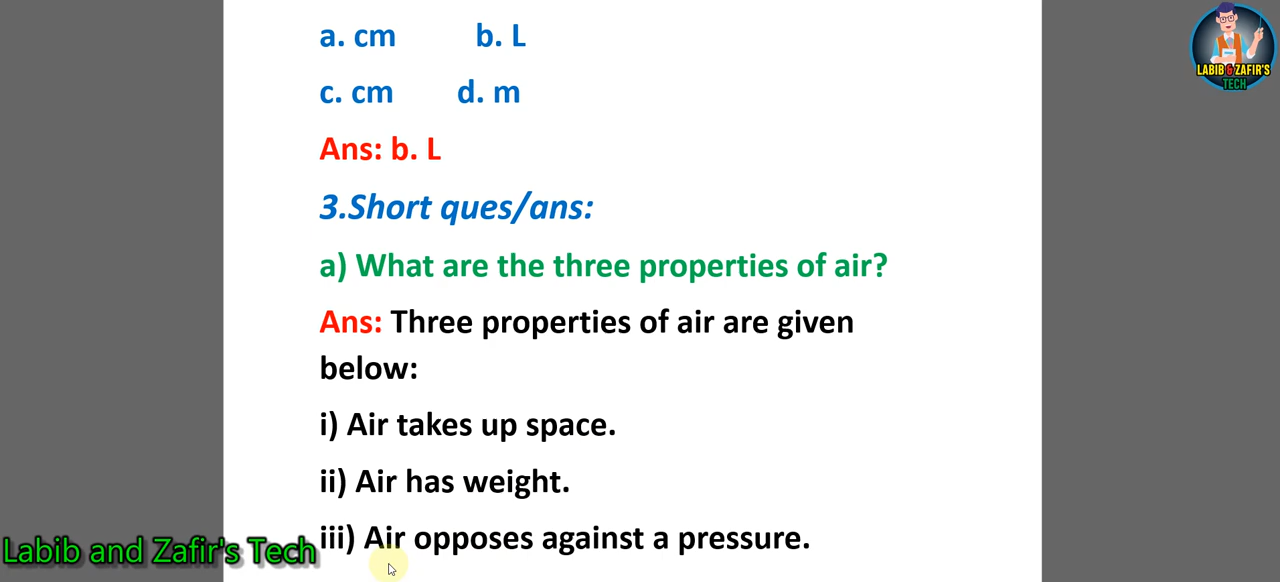 a. cm b. L
c. cm d. m
Ans: b. L
3.Short ques/ans:
a) What are the three properties of air?
Ans: Three properties of air are given
below:
i) Air takes up space.
ii) Air has weight.
iii) Air opposes against a pressure.
Labib and Zafir's Tech
LABIB & ZAFIR'S
TECH